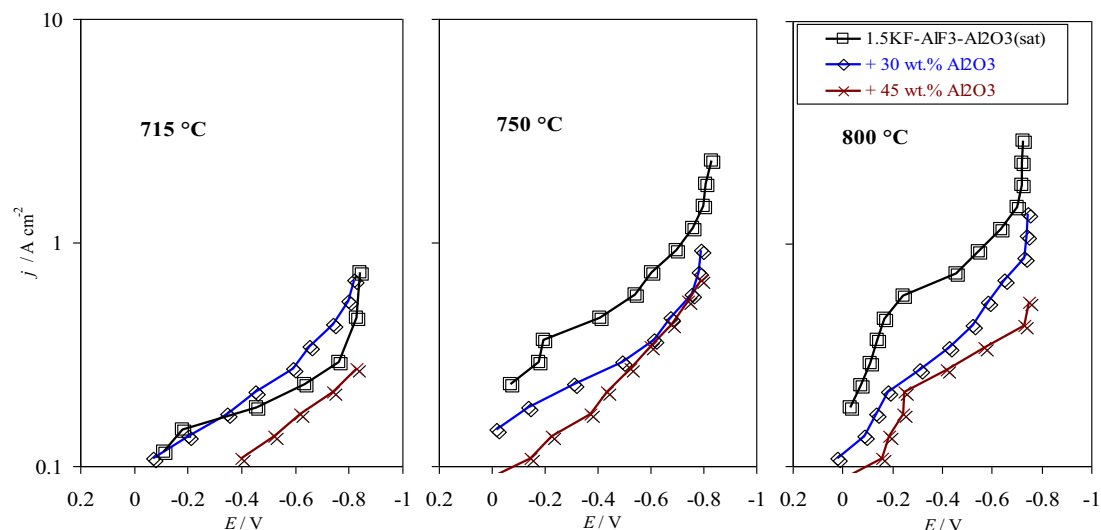 10
1
0.1
j / A cm-2
715 °C
0.2 0 -0.2 -0.4 -0.6 -0.8 -1
E / V
750 °C
0.2 0 -0.2 -0.4 -0.6 -0.8 -1
E / V
1.5KF-AlF3-Al2O3(sat)
+ 30 wt.% Al2O3
+ 45 wt.% Al2O3
800 °C
0.2 0 -0.2 -0.4 -0.6 -0.8 -1
E / V